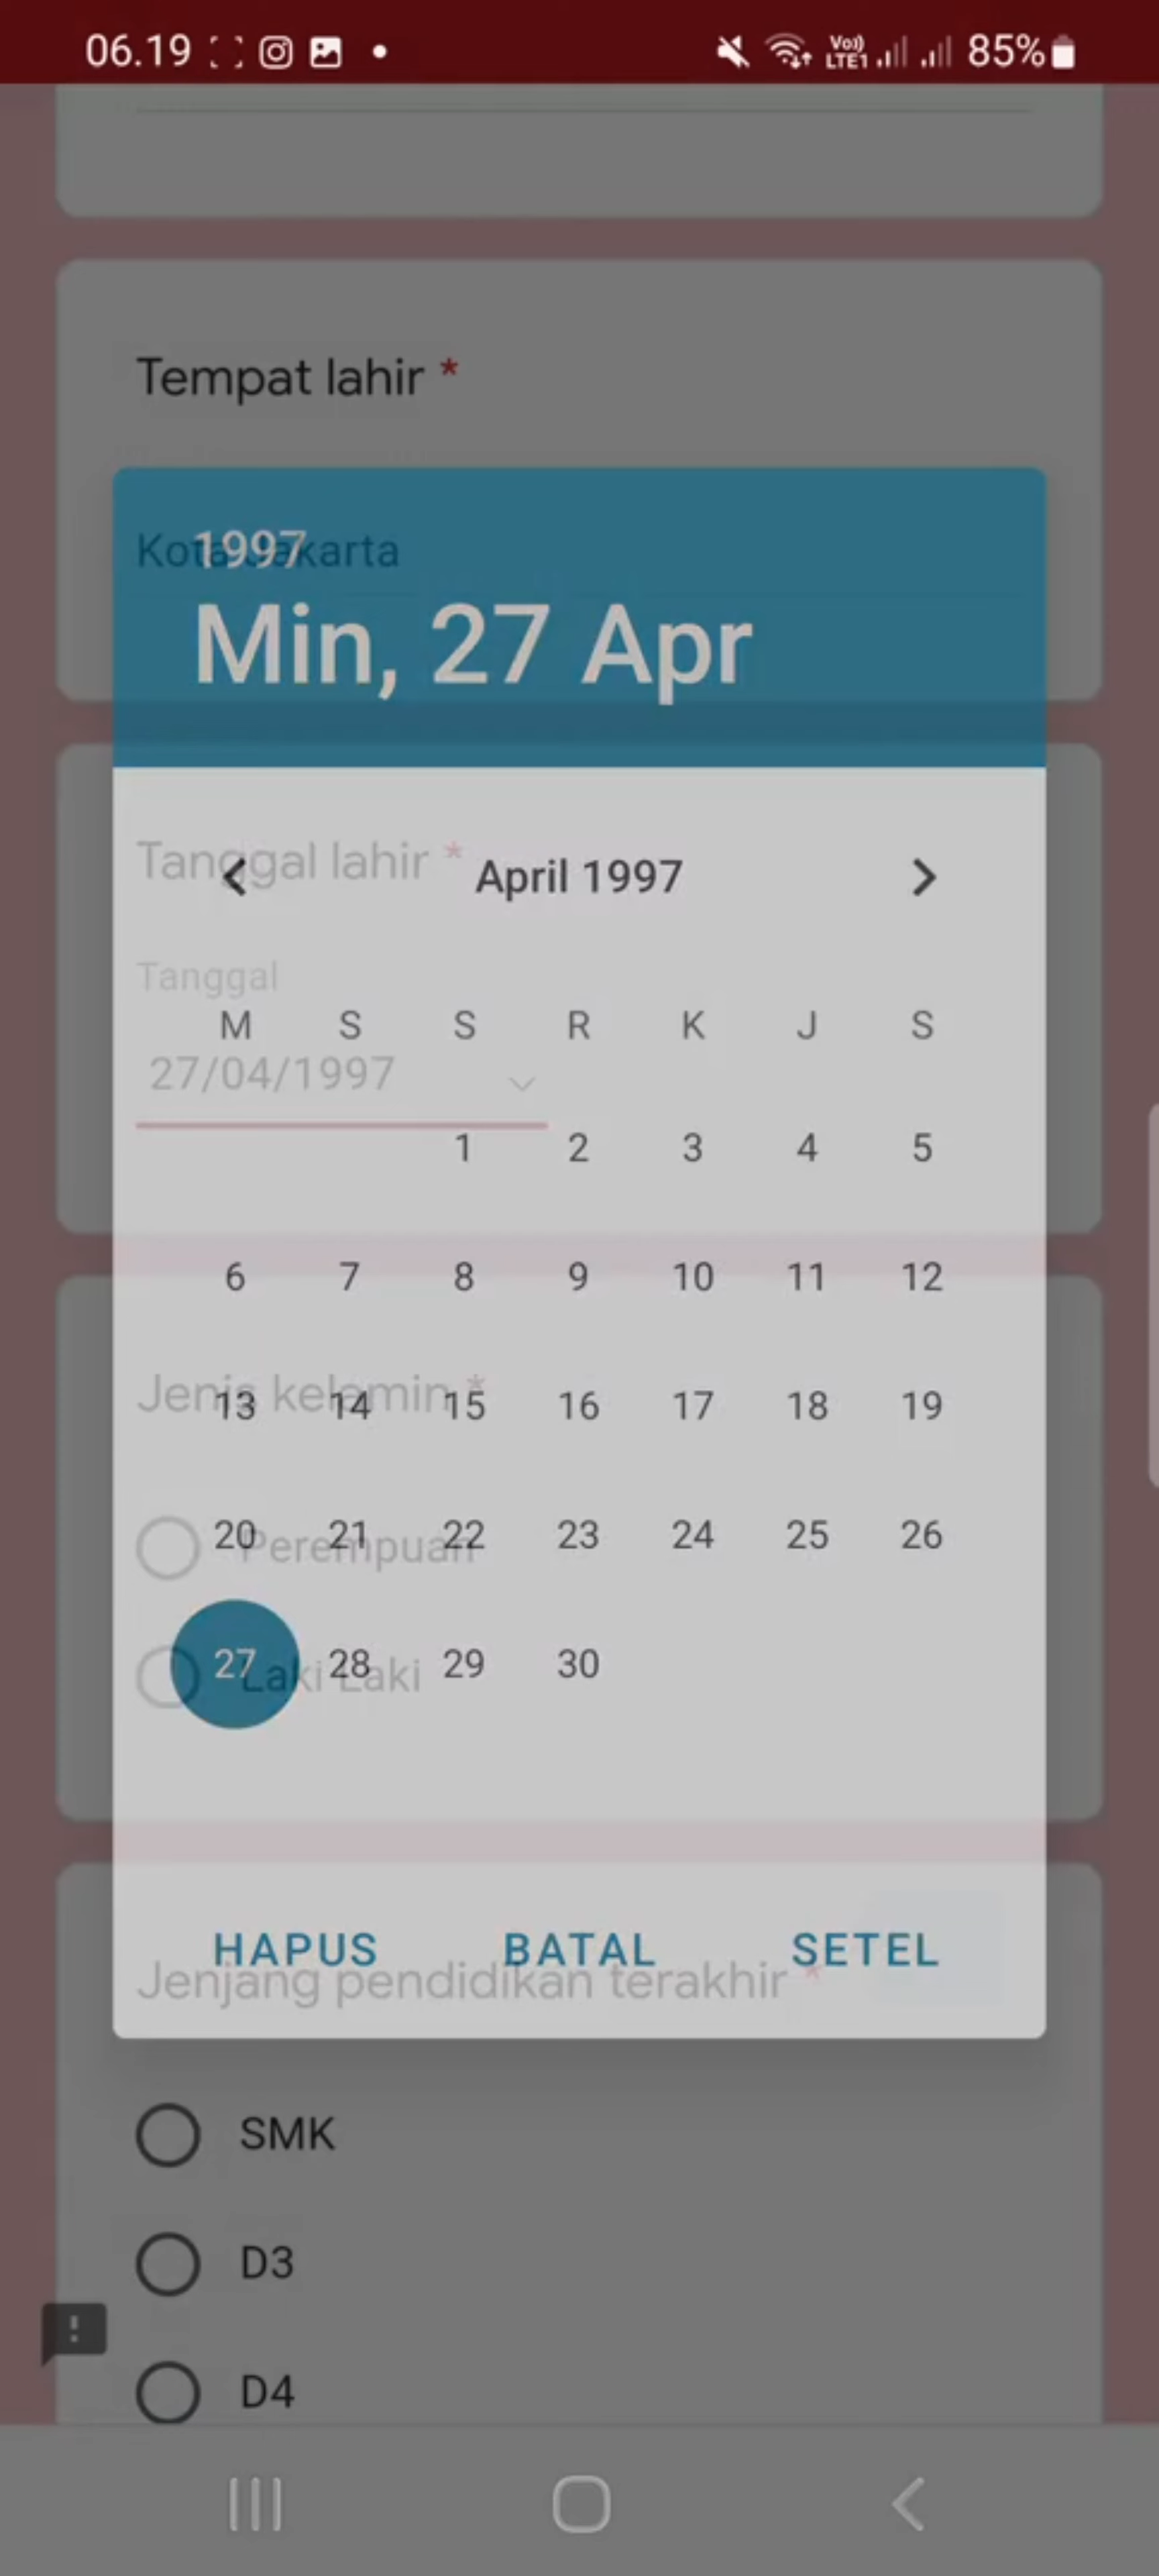 06.19
Vo)) LTE1
85%
Tempat lahir *
Kota Jakarta
1997
Min, 27 Apr
Tanggal lahir *
April 1997
Tanggal
M S S R K J S
27/04/1997
1 2 3 4 5
6 7 8 9 10 11 12
Jenis kelamin *
13 14 15 16 17 18 19
20 21 22 23 24 25 26
Perempuan
27 28 29 30
Laki Laki
HAPUS BATAL SETEL
Jenjang pendidikan terakhir *
SMK
D3
D4